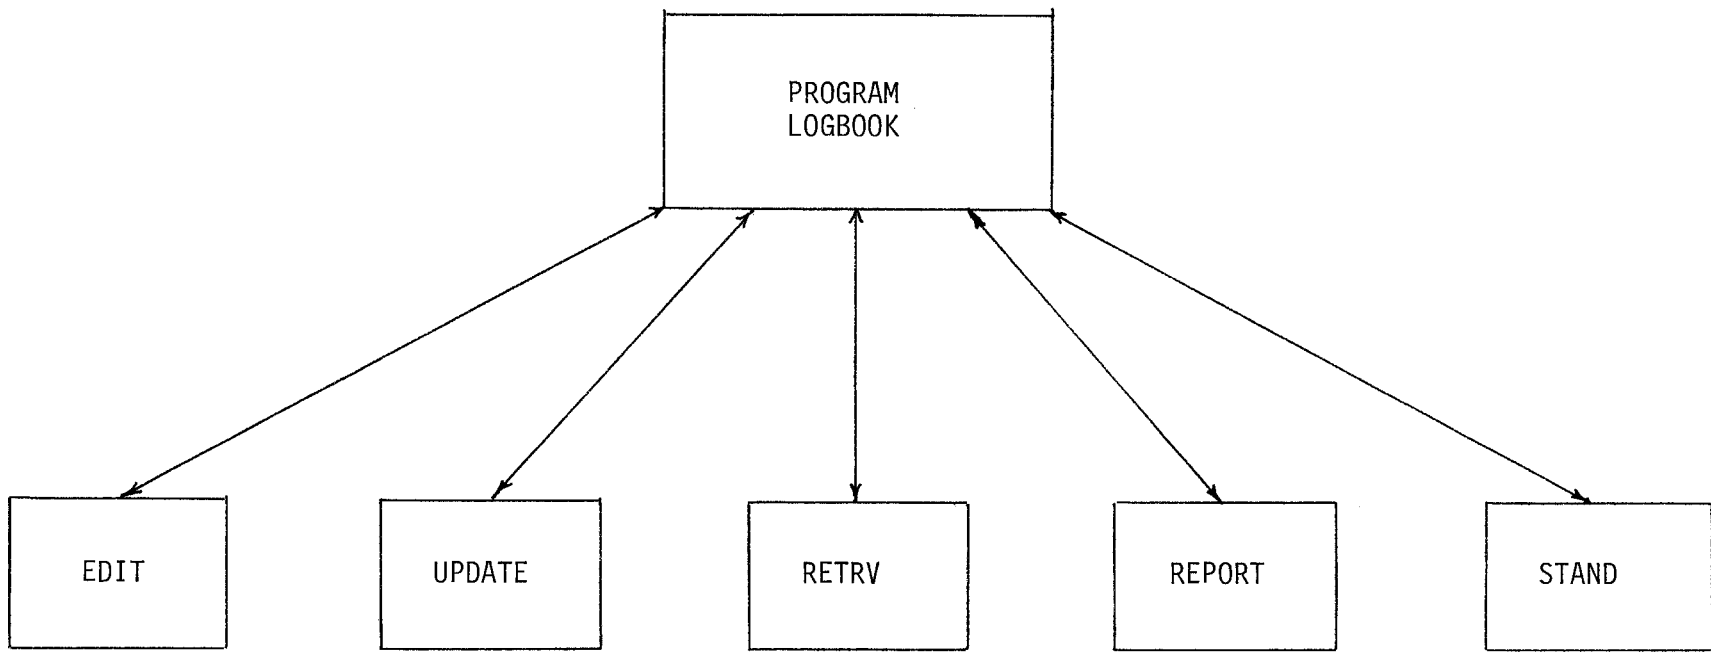 PROGRAM
LOGBOOK
EDIT
UPDATE
RETRV
REPORT
STAND